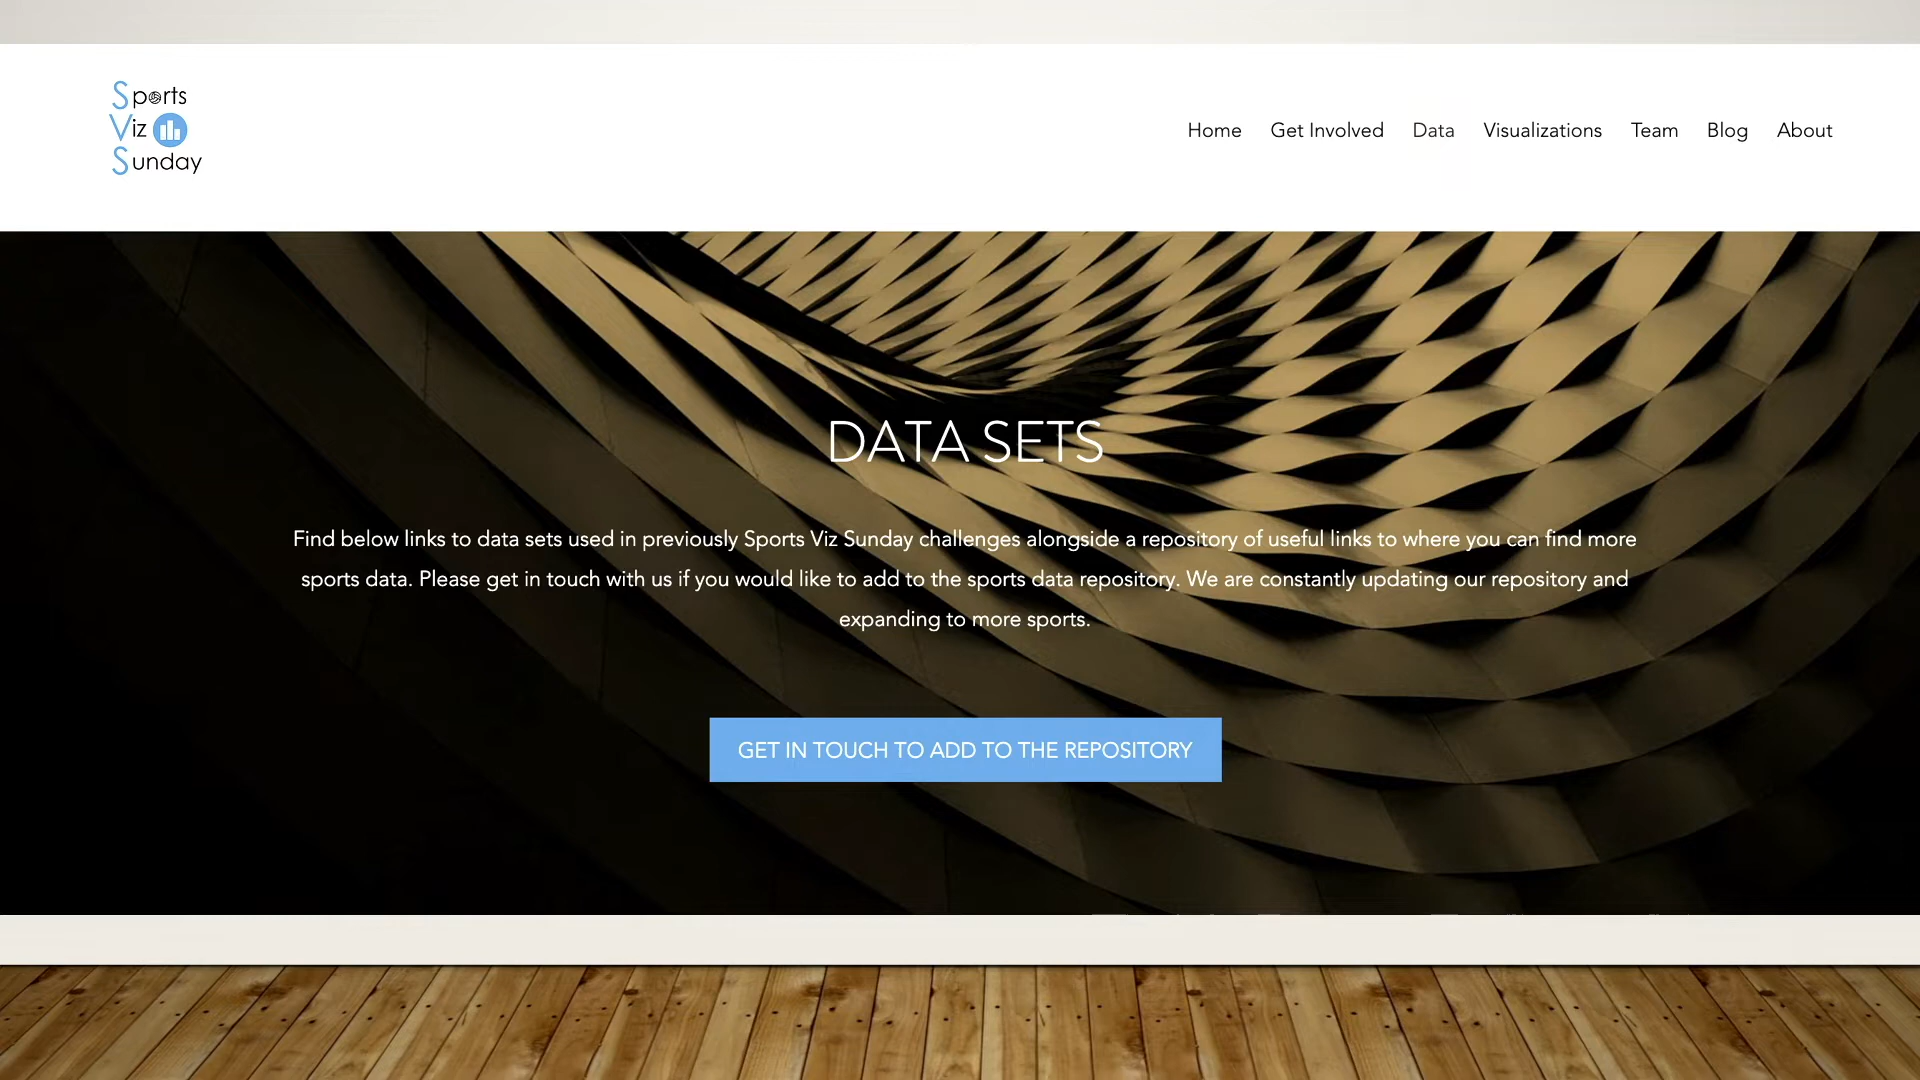 Sports
Viz
Sunday
Home Get Involved Data Visualizations Team Blog About
DATA SETS
Find below links to data sets used in previously Sports Viz Sunday challenges alongside a repository of useful links to where you can find more
sports data. Please get in touch with us if you would like to add to the sports data repository. We are constantly updating our repository and
expanding to more sports.
GET IN TOUCH TO ADD TO THE REPOSITORY